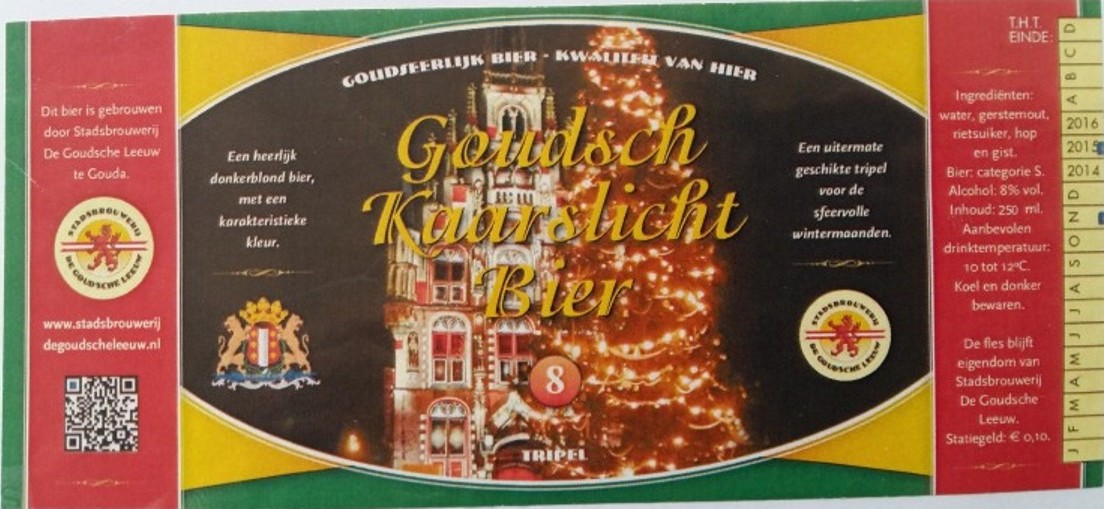 Dit bier is gebrouwen
door Stadsbrouwerij
De Goudsche Leeuw
te Gouda.
STADSBROUWERIJ
DE GOUDSCHE LEEUW
www.stadsbrouwerij
degoudscheleeuw.nl
GOUDSEERLIJK BIER - KWALITEIT VAN HIER
Een heerlijk
donkerblond bier,
met een
karakteristieke
kleur.
Goudsch
Kaarslicht
Bier
8
TRIPEL
Een uitermate
geschikte tripel
voor de
sfeervolle
wintermaanden.
STADSBROUWERIJ
DE GOUDSCHE LEEUW
T.H.T.
EINDE:
Ingrediënten:
water, gerstemout,
rietsuiker, hop
en gist.
Bier: categorie S.
Alcohol: 8% vol.
Inhoud: 250 ml.
Aanbevolen
drinktemperatuur:
10 tot 12°C.
Koel en donker
bewaren.
De fles blijft
eigendom van
Stadsbrouwerij
De Goudsche
Leeuw.
Statiegeld: € 0,10.
J F M A M J J A S O N D 2014 2015 2016 A B C D